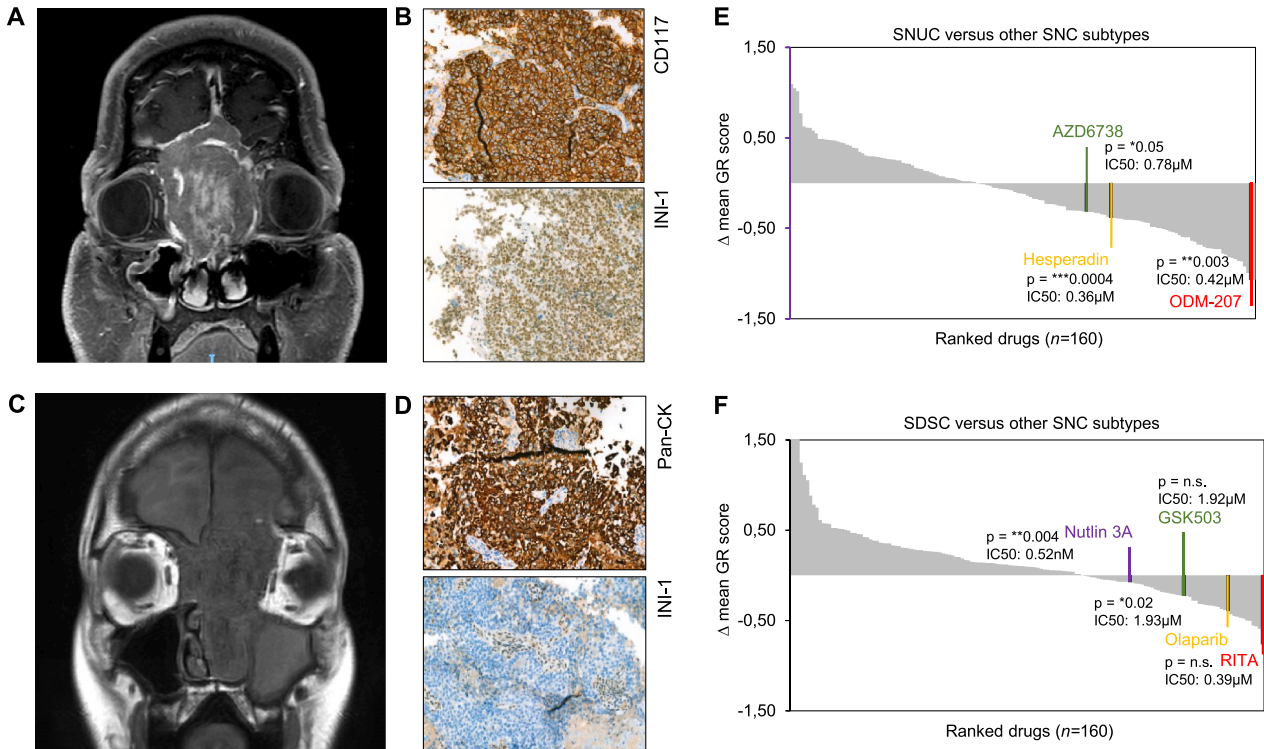 A
B
CD117
INI-1
C
D
Pan-CK
INI-1
E
SNUC versus other SNC subtypes
Δ mean GR score
1,50
0,50
-0,50
-1,50
AZD6738
p = *0.05
IC50: 0.78µM
Hesperadin
p = ***0.0004
IC50: 0.36µM
p = **0.003
IC50: 0.42µM
ODM-207
Ranked drugs (n=160)
F
SDSC versus other SNC subtypes
Δ mean GR score
1,50
0,50
-0,50
-1,50
p = n.s.
IC50: 1.92µM
GSK503
p = **0.004
IC50: 0.52nM
Nutlin 3A
p = *0.02
IC50: 1.93µM
Olaparib
p = n.s.
IC50: 0.39µM
RITA
Ranked drugs (n=160)